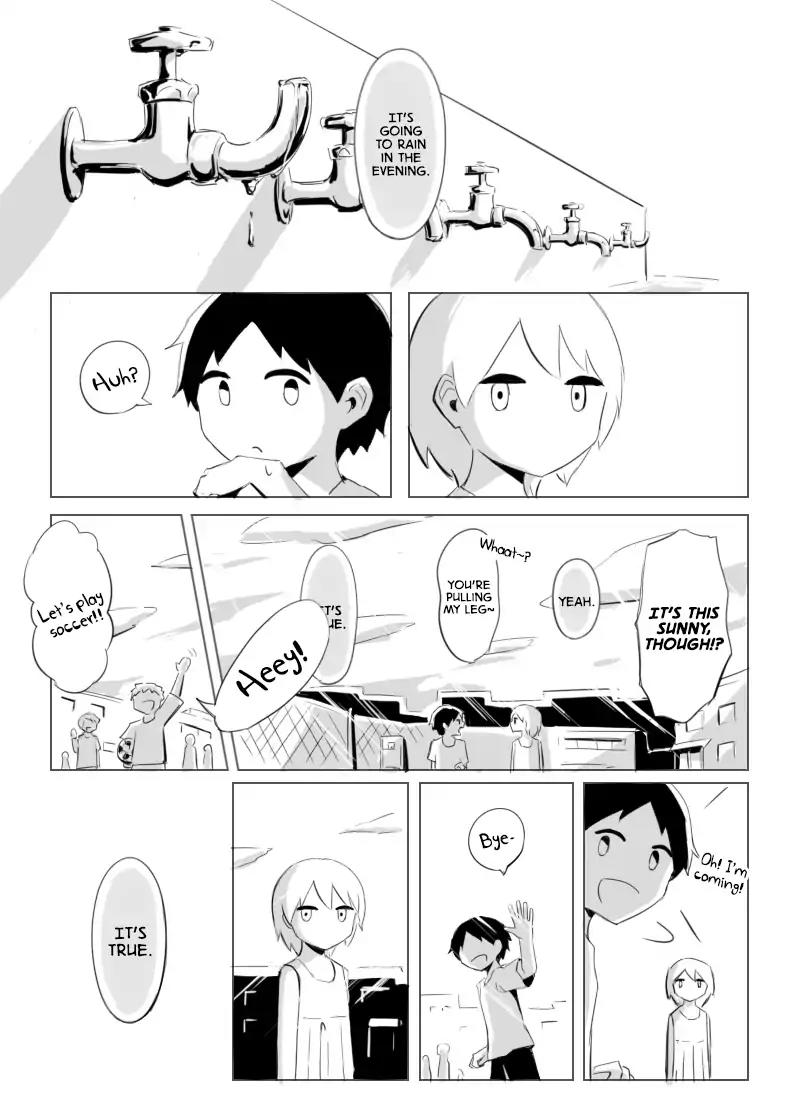 IT'S
GOING
TO RAIN
IN THE
EVENING.
Huh?
IT'S THIS
SUNNY,
THOUGH!?
YEAH.
Whaat~?
YOU'RE
PULLING
MY LEG~
TRUE.
Heey!
Let's play
soccer!!
Oh! I'm
coming!
Bye-
IT'S
TRUE.